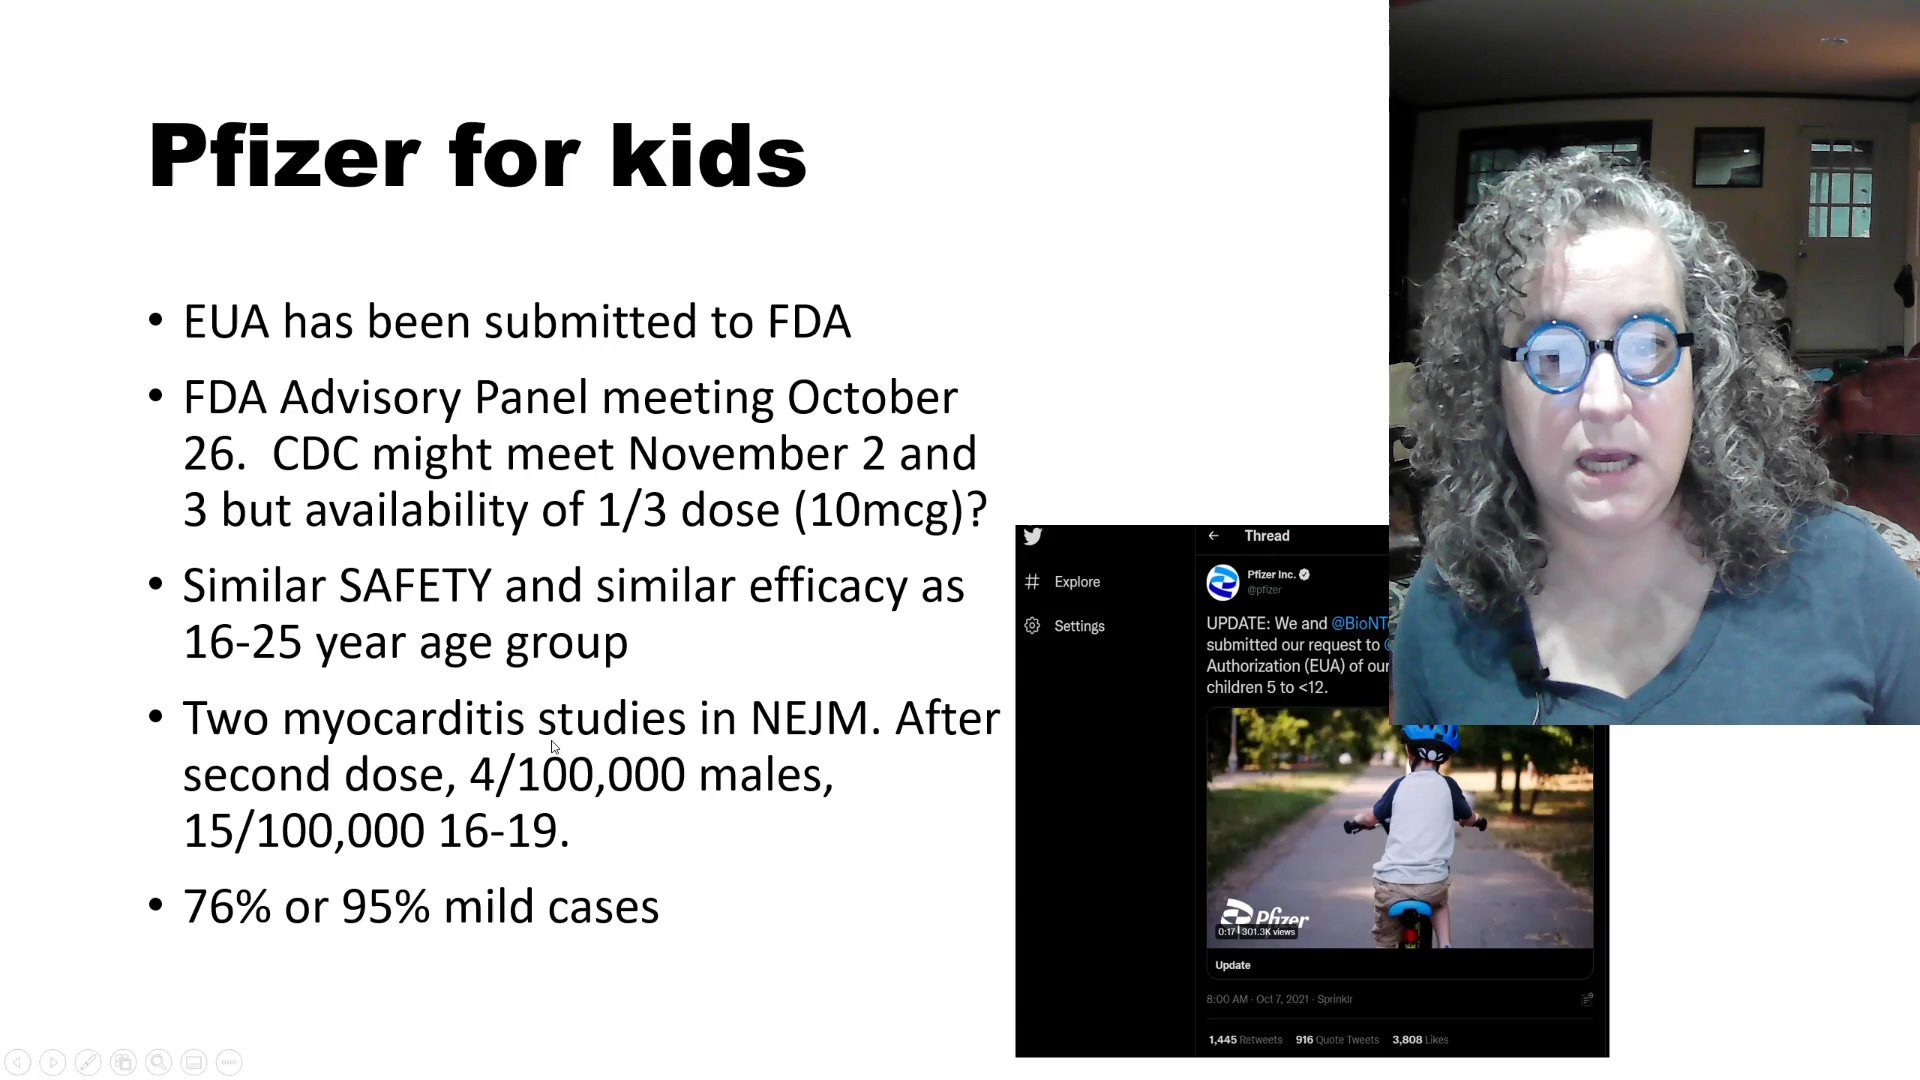 Pfizer for kids
• EUA has been submitted to FDA
• FDA Advisory Panel meeting October
26.  CDC might meet November 2 and
3 but availability of 1/3 dose (10mcg)?
• Similar SAFETY and similar efficacy as
16-25 year age group
• Two myocarditis studies in NEJM. After
second dose, 4/100,000 males,
15/100,000 16-19.
• 76% or 95% mild cases
Explore
Settings
Thread
Pfizer Inc.
@pfizer
UPDATE: We and @BioNT
submitted our request to
Authorization (EUA) of our
children 5 to <12.
Pfizer
0:17 301.3K views
Update
8:00 AM · Oct 7, 2021 · Sprinklr
1,445 Retweets 916 Quote Tweets 3,808 Likes